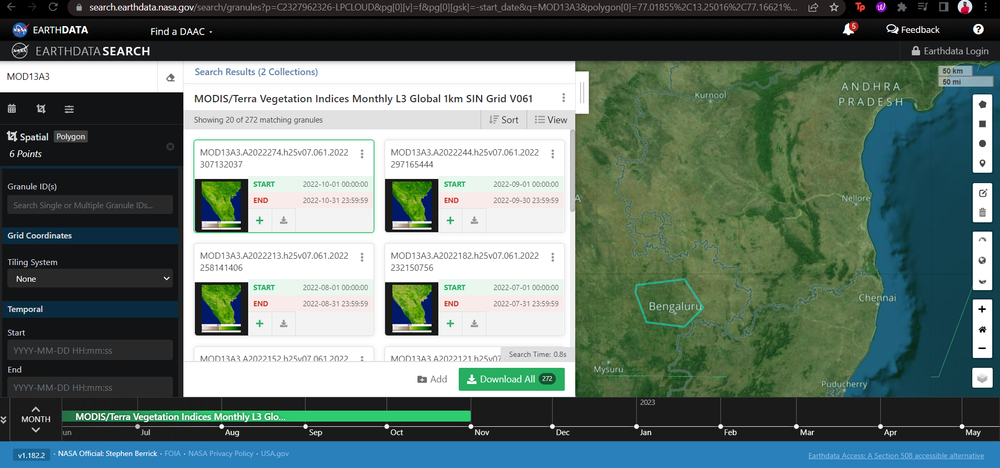 search.earthdata.nasa.gov/search/granules?p=C2327962326-LPCLOUD&pg[0][v]=f&pg[0][gsk]=-start_date&q=MOD13A3&polygon[0]=77.01855%2C13.25016%2C77.16621%...
EARTHDATA
Find a DAAC
5
Feedback
EARTHDATA SEARCH
Earthdata Login
MOD13A3
Search Results (2 Collections)
MODIS/Terra Vegetation Indices Monthly L3 Global 1km SIN Grid V061
Showing 20 of 272 matching granules
Sort
View
Spatial
Polygon
6 Points
Granule ID(s)
Search Single or Multiple Granule IDs...
Grid Coordinates
Tiling System
None
Temporal
Start
YYYY-MM-DD HH:mm:ss
End
YYYY-MM-DD HH:mm:ss
MOD13A3.A2022274.h25v07.061.2022
307132037
START 2022-10-01 00:00:00
END 2022-10-31 23:59:59
MOD13A3.A2022244.h25v07.061.2022
297165444
START 2022-09-01 00:00:00
END 2022-09-30 23:59:59
MOD13A3.A2022213.h25v07.061.2022
258141406
START 2022-08-01 00:00:00
END 2022-08-31 23:59:59
MOD13A3.A2022182.h25v07.061.2022
232150756
START 2022-07-01 00:00:00
END 2022-07-31 23:59:59
MOD13A3.A2022152.h25v07.061.2022
MOD13A3.A2022121.h25v07
Search Time: 0.8s
Add
Download All 272
50 km
50 mi
ANDHRA
PRADESH
Kurnool
A
Nellore
Bengaluru
Chennai
Mysuru
Puducherry
MONTH
MODIS/Terra Vegetation Indices Monthly L3 Glo...
2023
un
Jul
Aug
Sep
Oct
Nov
Dec
Jan
Feb
Mar
Apr
May
v1.182.2 · NASA Official: Stephen Berrick · FOIA · NASA Privacy Policy · USA.gov
Earthdata Access: A Section 508 accessible alternative